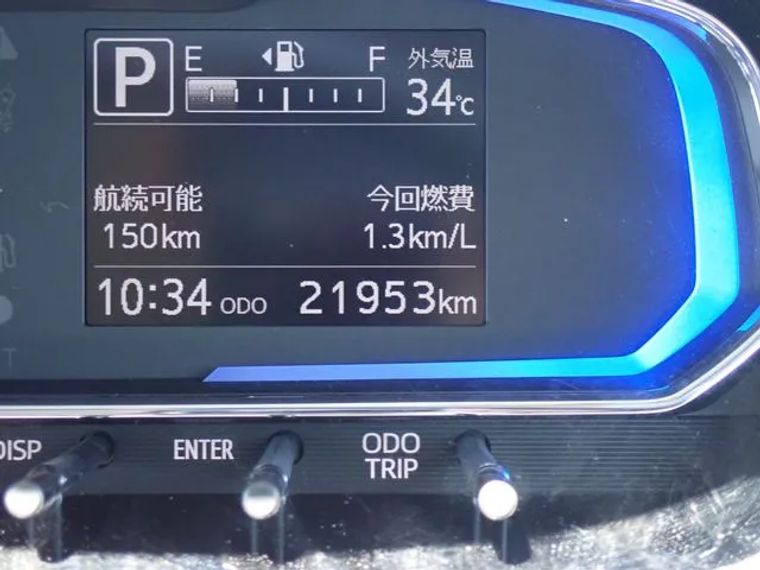 P E F 外気温
34℃
航続可能 今回燃費
150km 1.3km/L
10:34 ODO 21953km
DISP ENTER ODO
TRIP